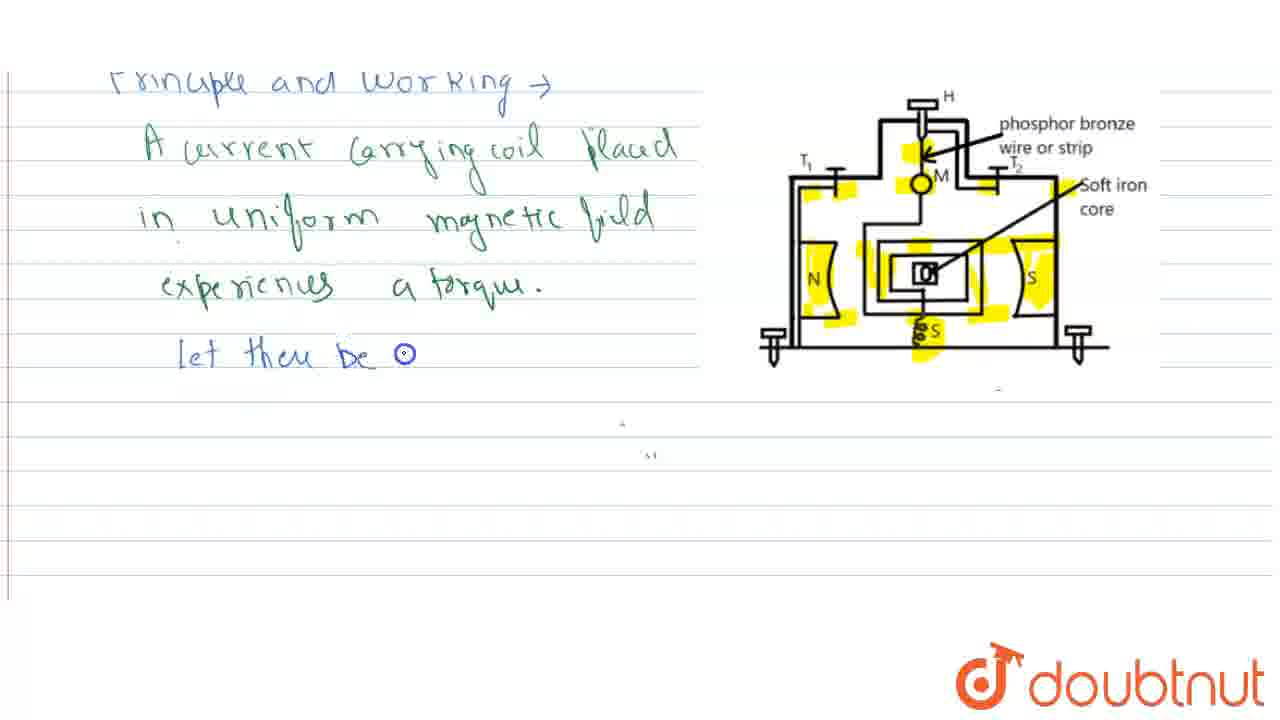 Principle and Working →
A current carrying coil placed
in uniform magnetic field
experiences a torque.
let there be
H
phosphor bronze
wire or strip
T1
M
T2
Soft iron
core
N
S
S
doubtnut